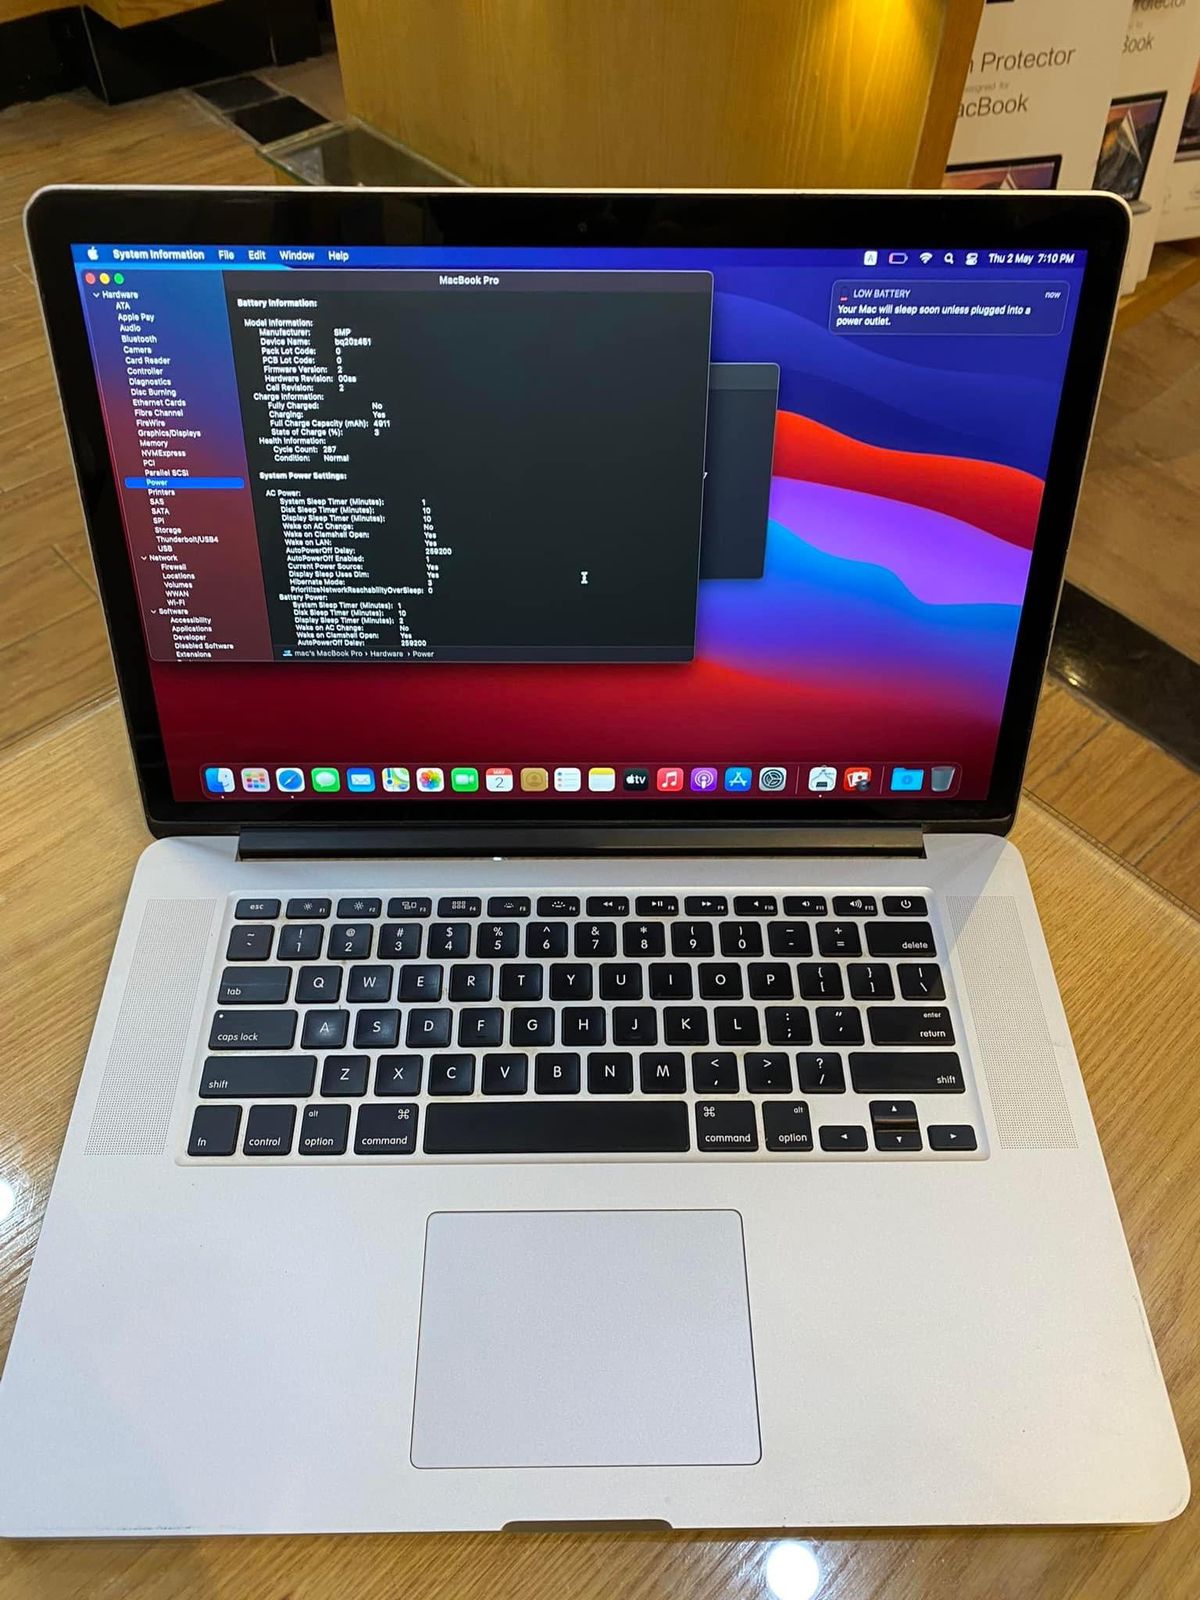 n Protector
esigned for
acBook
rotector
Book
System Information File Edit Window Help
A Thu 2 May 7:10 PM
LOW BATTERY now
Your Mac will sleep soon unless plugged into a
power outlet.
MacBook Pro
Hardware
ATA
Apple Pay
Audio
Bluetooth
Camera
Card Reader
Controller
Diagnostics
Disc Burning
Ethernet Cards
Fibre Channel
FireWire
Graphics/Displays
Memory
NVMExpress
PCI
Parallel SCSI
Power
Printers
SAS
SATA
SPI
Storage
Thunderbolt/USB4
USB
Network
Firewall
Locations
Volumes
WWAN
Wi-Fi
Software
Accessibility
Applications
Developer
Disabled Software
Extensions
Battery Information:
Model Information:
Manufacturer: SMP
Device Name: bq20z451
Pack Lot Code: 0
PCB Lot Code: 0
Firmware Version: 2
Hardware Revision: 00aa
Cell Revision: 2
Charge Information:
Fully Charged: No
Charging: Yes
Full Charge Capacity (mAh): 4911
State of Charge (%): 3
Health Information:
Cycle Count: 287
Condition: Normal
System Power Settings:
AC Power:
System Sleep Timer (Minutes): 1
Disk Sleep Timer (Minutes): 10
Display Sleep Timer (Minutes): 10
Wake on AC Change: No
Wake on Clamshell Open: Yes
Wake on LAN: Yes
AutoPowerOff Delay: 259200
AutoPowerOff Enabled: 1
Current Power Source: Yes
Display Sleep Uses Dim: Yes
Hibernate Mode: 3
PrioritizeNetworkReachabilityOverSleep: 0
Battery Power:
System Sleep Timer (Minutes): 1
Disk Sleep Timer (Minutes): 10
Display Sleep Timer (Minutes): 2
Wake on AC Change: No
Wake on Clamshell Open: Yes
AutoPowerOff Delay: 259200
mac's MacBook Pro › Hardware › Power
2 tv
esc F1 F2 F3 F4 F5 F6 F7 F8 F9 F10 F11 F12
~ ` ! 1 @ 2 # 3 $ 4 % 5 ^ 6 & 7 * 8 ( 9 ) 0 _ - + = delete
tab Q W E R T Y U I O P { [ } ] | \
caps lock A S D F G H J K L : ; " ' enter return
shift Z X C V B N M < , > . ? / shift
fn control alt option ⌘ command ⌘ command alt option